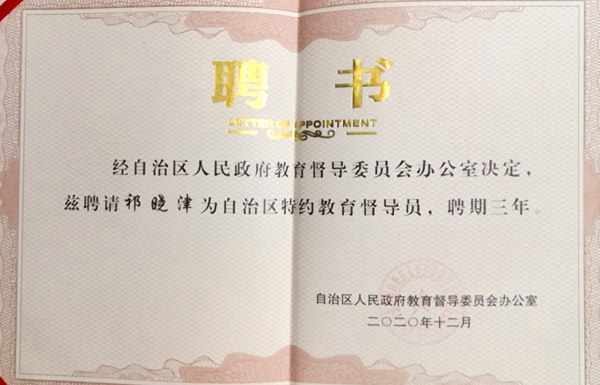 聘书
LETTER OF APPOINTMENT
经自治区人民政府教育督导委员会办公室决定，
兹聘请祁晓津为自治区特约教育督导员，聘期三年。
自治区人民政府教育督导委员会办公室
二〇二〇年十二月